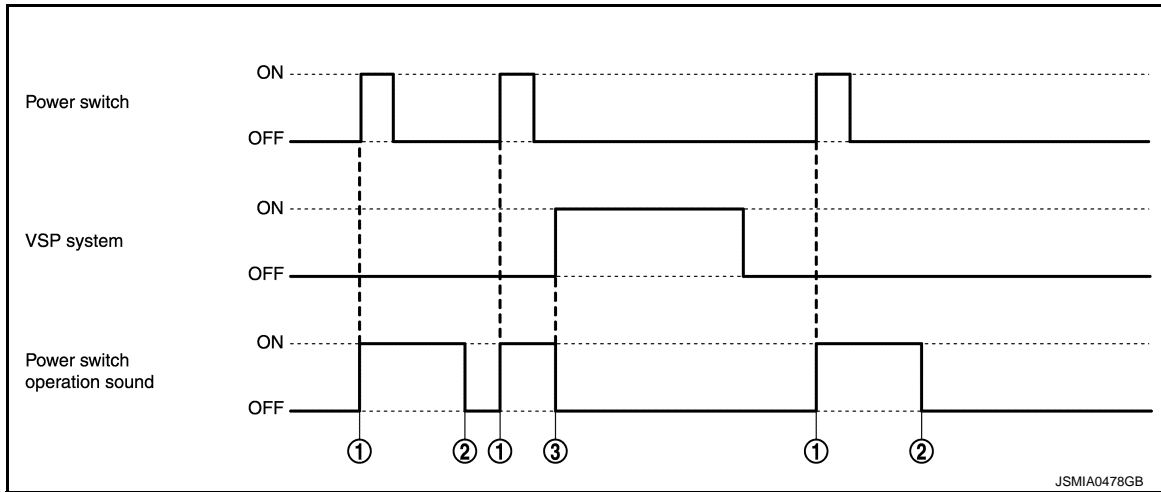 ON
Power switch
OFF
ON
VSP system
OFF
ON
Power switch
operation sound
OFF
① ② ① ③ ① ②
JSMIA0478GB